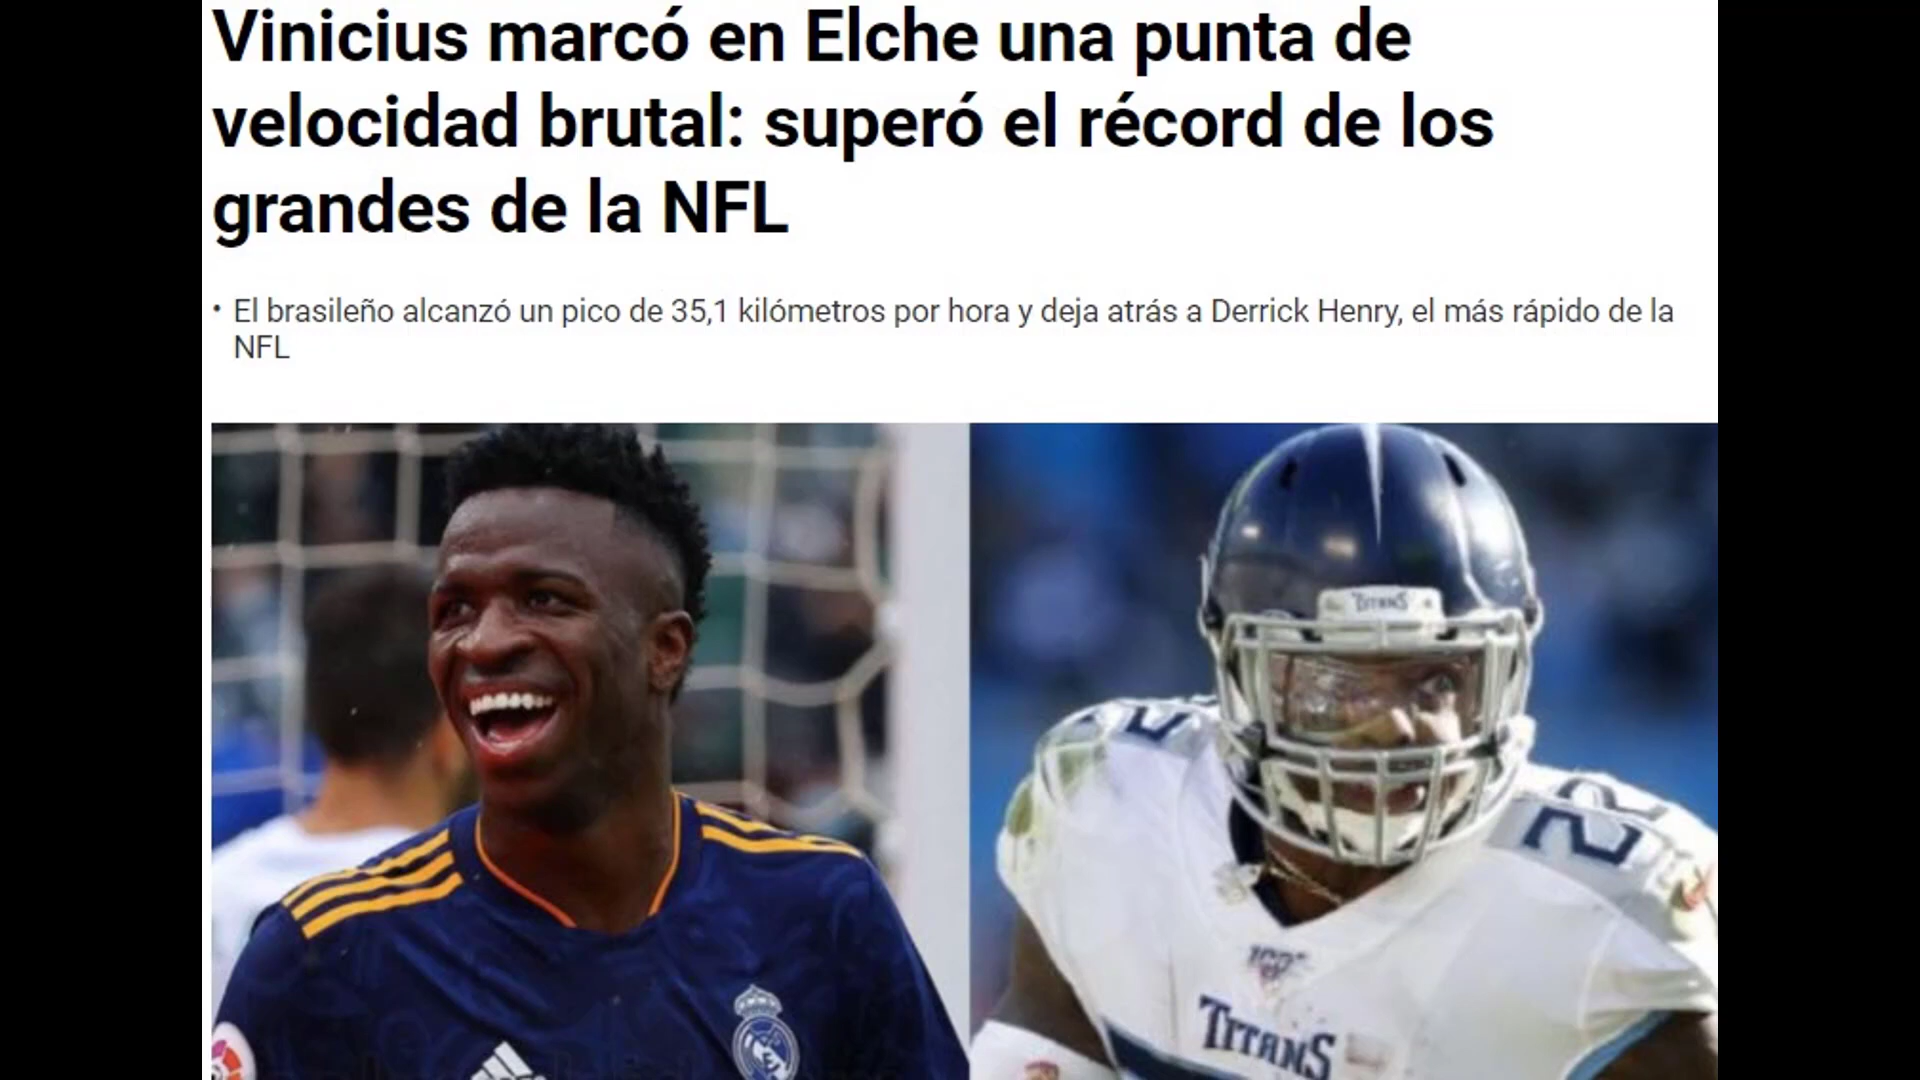 Vinicius marcó en Elche una punta de
velocidad brutal: superó el récord de los
grandes de la NFL
• El brasileño alcanzó un pico de 35,1 kilómetros por hora y deja atrás a Derrick Henry, el más rápido de la
NFL
TITANS
22
TITANS